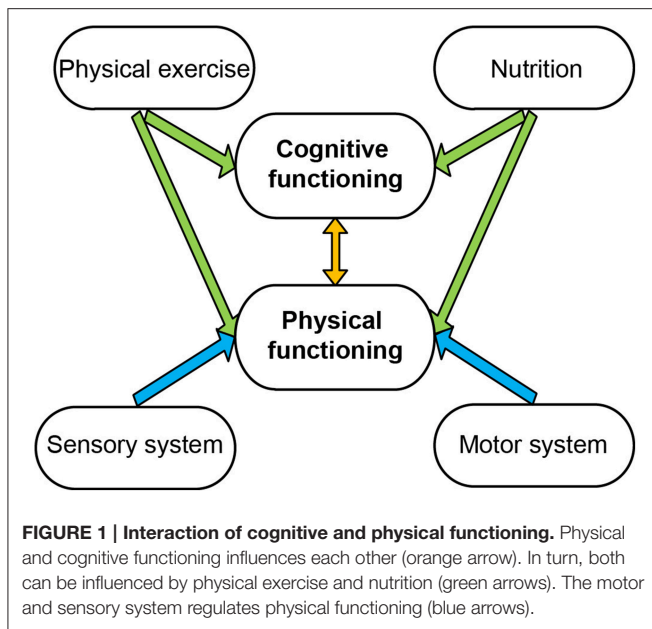 Physical exercise
Nutrition
Cognitive
functioning
Physical
functioning
Sensory system
Motor system
FIGURE 1 | Interaction of cognitive and physical functioning. Physical
and cognitive functioning influences each other (orange arrow). In turn, both
can be influenced by physical exercise and nutrition (green arrows). The motor
and sensory system regulates physical functioning (blue arrows).